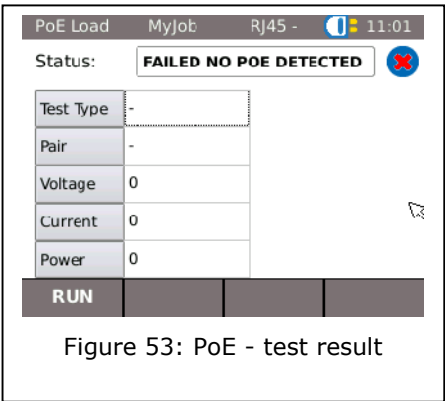 PoE Load MyJob RJ45 - 11:01
Status: FAILED NO POE DETECTED
Test Type -
Pair -
Voltage 0
Current 0
Power 0
RUN
Figure 53: PoE - test result